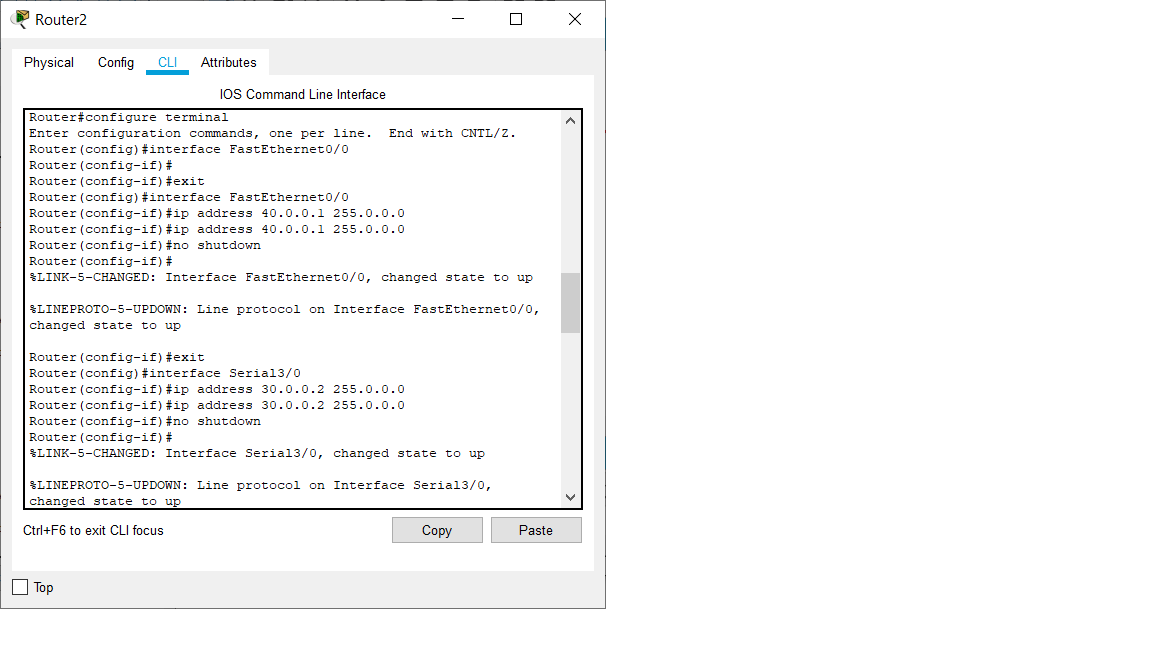 Router2
Physical Config CLI Attributes
IOS Command Line Interface
Router#configure terminal
Enter configuration commands, one per line.  End with CNTL/Z.
Router(config)#interface FastEthernet0/0
Router(config-if)#
Router(config-if)#exit
Router(config)#interface FastEthernet0/0
Router(config-if)#ip address 40.0.0.1 255.0.0.0
Router(config-if)#ip address 40.0.0.1 255.0.0.0
Router(config-if)#no shutdown
Router(config-if)#
%LINK-5-CHANGED: Interface FastEthernet0/0, changed state to up
%LINEPROTO-5-UPDOWN: Line protocol on Interface FastEthernet0/0,
changed state to up
Router(config-if)#exit
Router(config)#interface Serial3/0
Router(config-if)#ip address 30.0.0.2 255.0.0.0
Router(config-if)#ip address 30.0.0.2 255.0.0.0
Router(config-if)#no shutdown
Router(config-if)#
%LINK-5-CHANGED: Interface Serial3/0, changed state to up
%LINEPROTO-5-UPDOWN: Line protocol on Interface Serial3/0,
changed state to up
Ctrl+F6 to exit CLI focus Copy Paste
Top